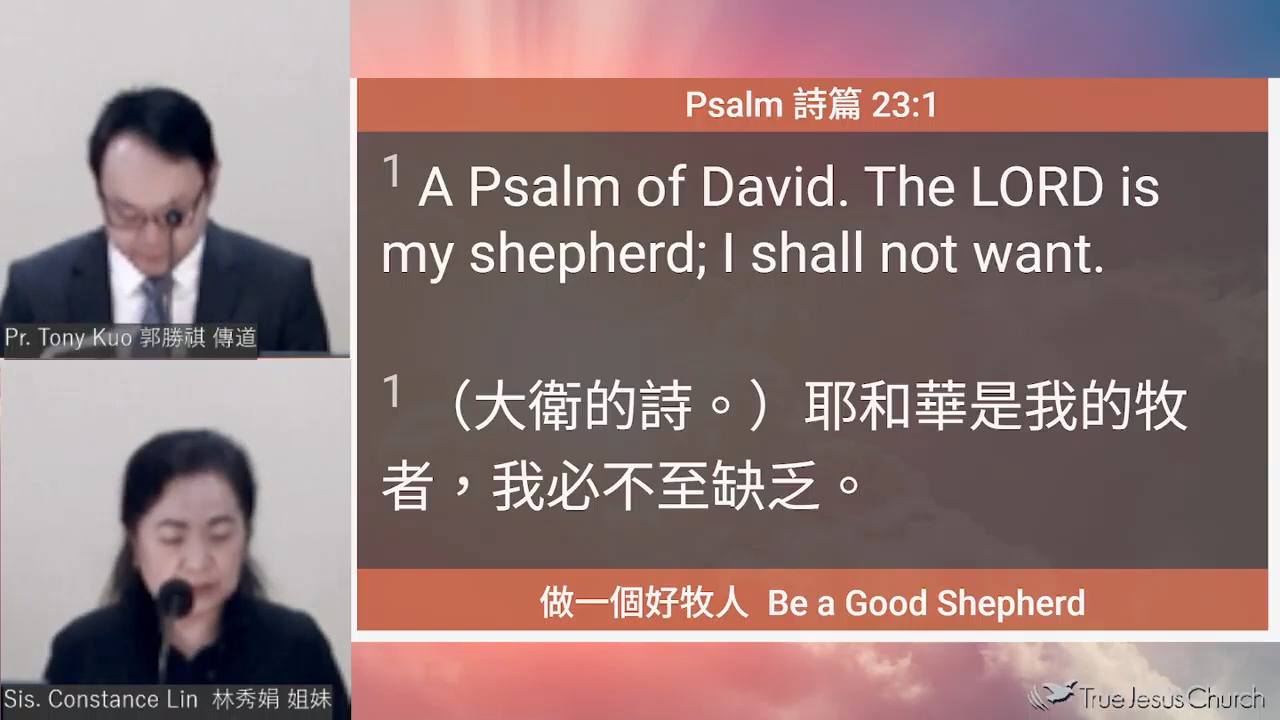 Psalm 詩篇 23:1
1 A Psalm of David. The LORD is
my shepherd; I shall not want.
1 （大衛的詩。）耶和華是我的牧
者，我必不至缺乏。
做一個好牧人 Be a Good Shepherd
Pr. Tony Kuo 郭勝祺 傳道
Sis. Constance Lin 林秀娟 姐妹
True Jesus Church